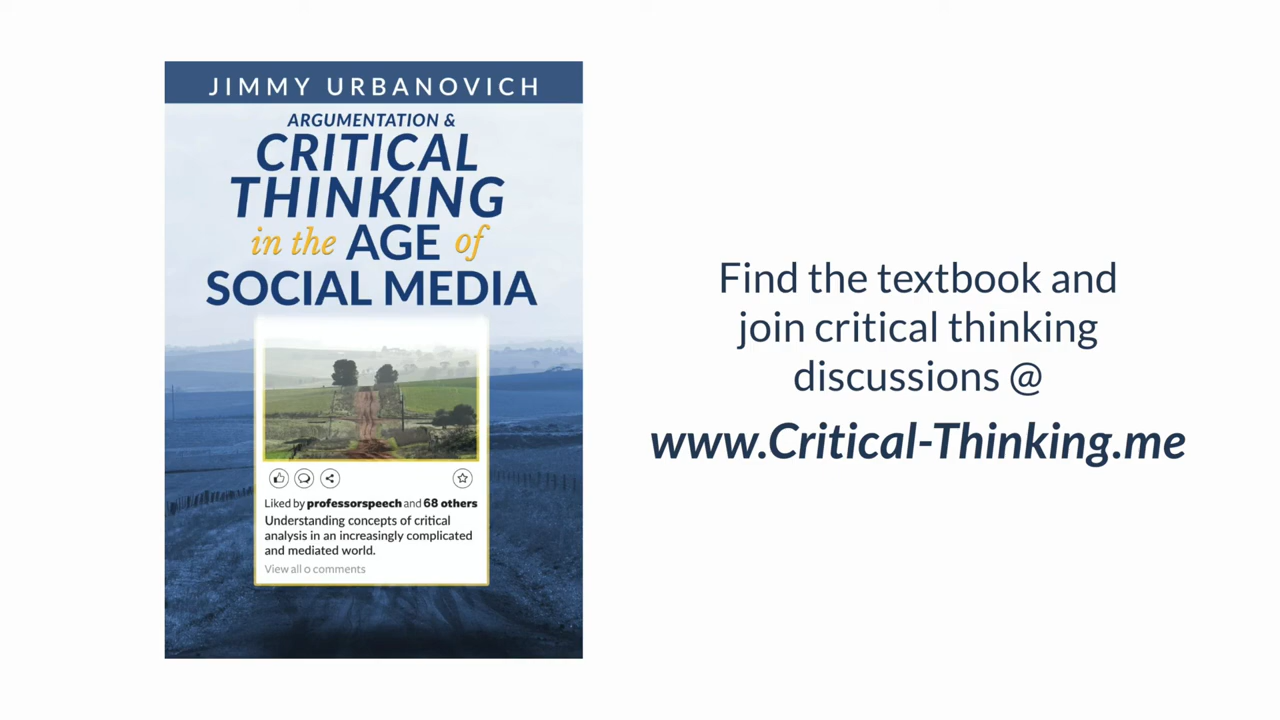 JIMMY URBANOVICH
ARGUMENTATION &
CRITICAL
THINKING
in the AGE of
SOCIAL MEDIA
Liked by professorspeech and 68 others
Understanding concepts of critical
analysis in an increasingly complicated
and mediated world.
View all 0 comments
Find the textbook and
join critical thinking
discussions @
www.Critical-Thinking.me